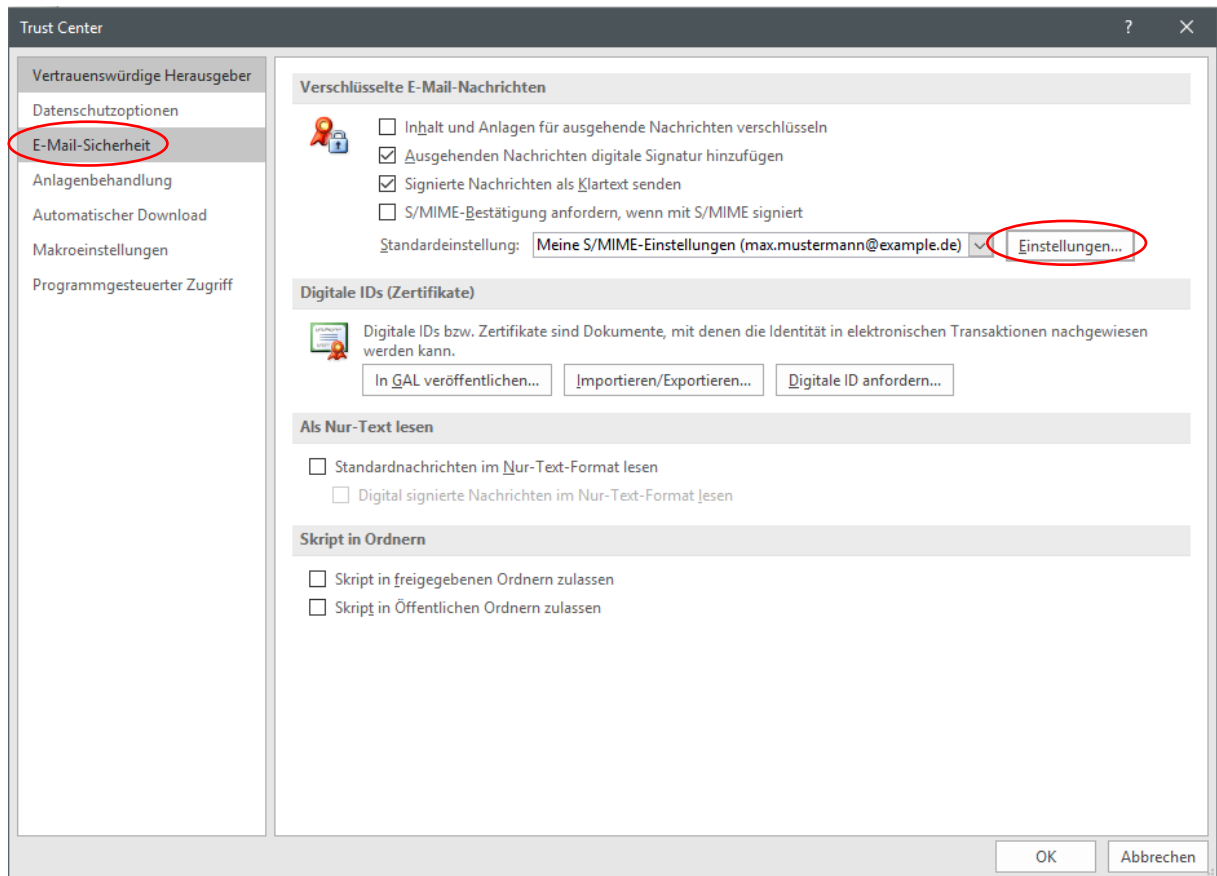 Trust Center
?
Vertrauenswürdige Herausgeber
Datenschutzoptionen
E-Mail-Sicherheit
Anlagenbehandlung
Automatischer Download
Makroeinstellungen
Programmgesteuerter Zugriff
Verschlüsselte E-Mail-Nachrichten
Inhalt und Anlagen für ausgehende Nachrichten verschlüsseln
Ausgehenden Nachrichten digitale Signatur hinzufügen
Signierte Nachrichten als Klartext senden
S/MIME-Bestätigung anfordern, wenn mit S/MIME signiert
Standardeinstellung: Meine S/MIME-Einstellungen (max.mustermann@example.de) Einstellungen...
Digitale IDs (Zertifikate)
Digitale IDs bzw. Zertifikate sind Dokumente, mit denen die Identität in elektronischen Transaktionen nachgewiesen
werden kann.
In GAL veröffentlichen... Importieren/Exportieren... Digitale ID anfordern...
Als Nur-Text lesen
Standardnachrichten im Nur-Text-Format lesen
Digital signierte Nachrichten im Nur-Text-Format lesen
Skript in Ordnern
Skript in freigegebenen Ordnern zulassen
Skript in Öffentlichen Ordnern zulassen
OK Abbrechen